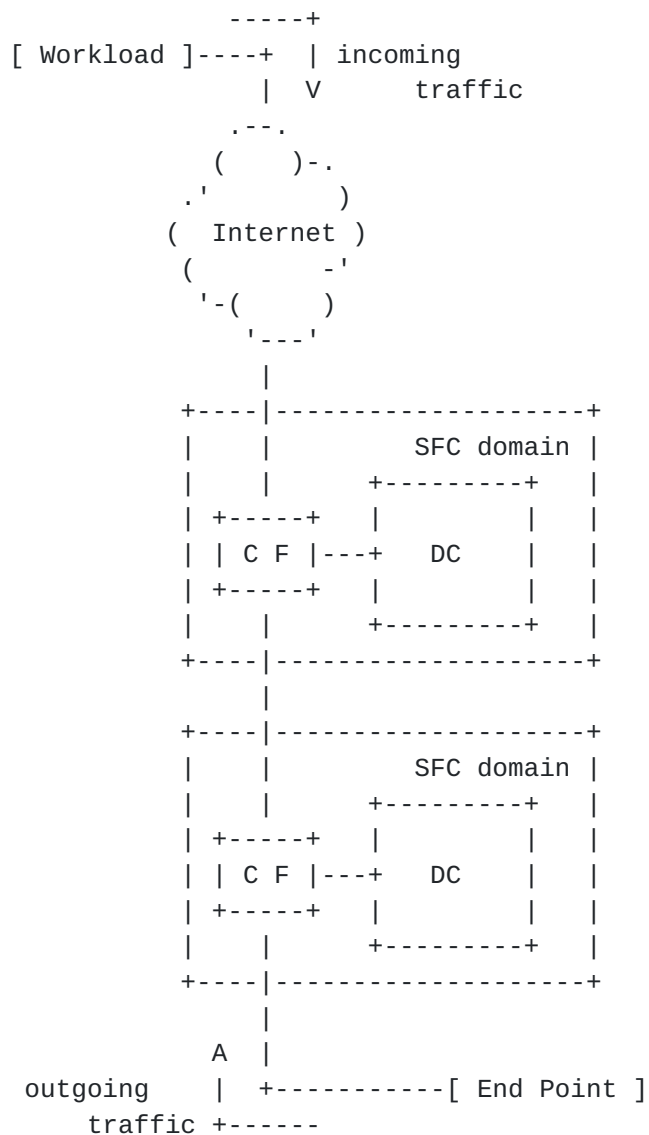 [ Workload ] incoming
V traffic
Internet
SFC domain
C F DC
SFC domain
C F DC
A
outgoing [ End Point ]
traffic